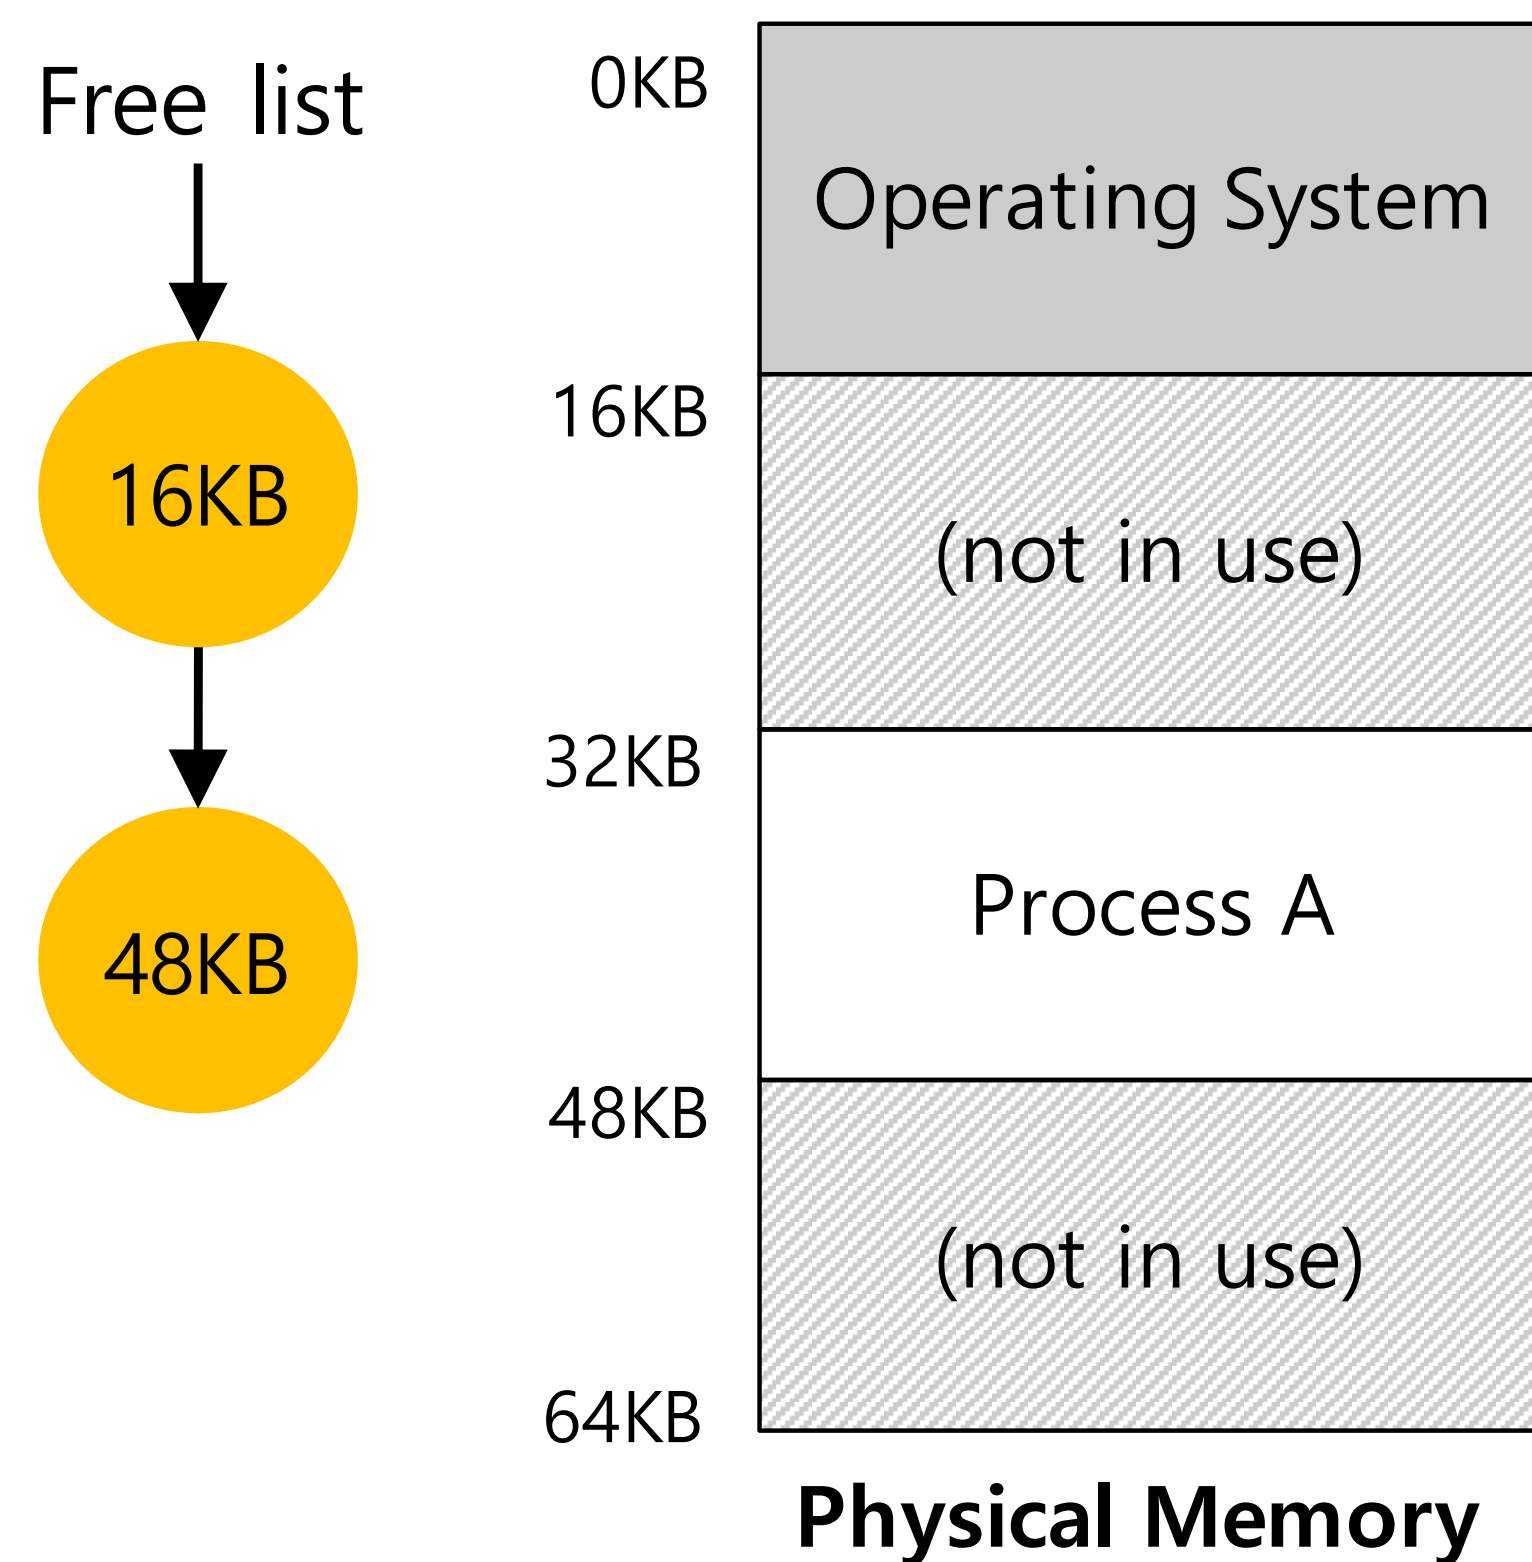 Free list
16KB
48KB
0KB
16KB
32KB
48KB
64KB
Operating System
(not in use)
Process A
(not in use)
Physical Memory